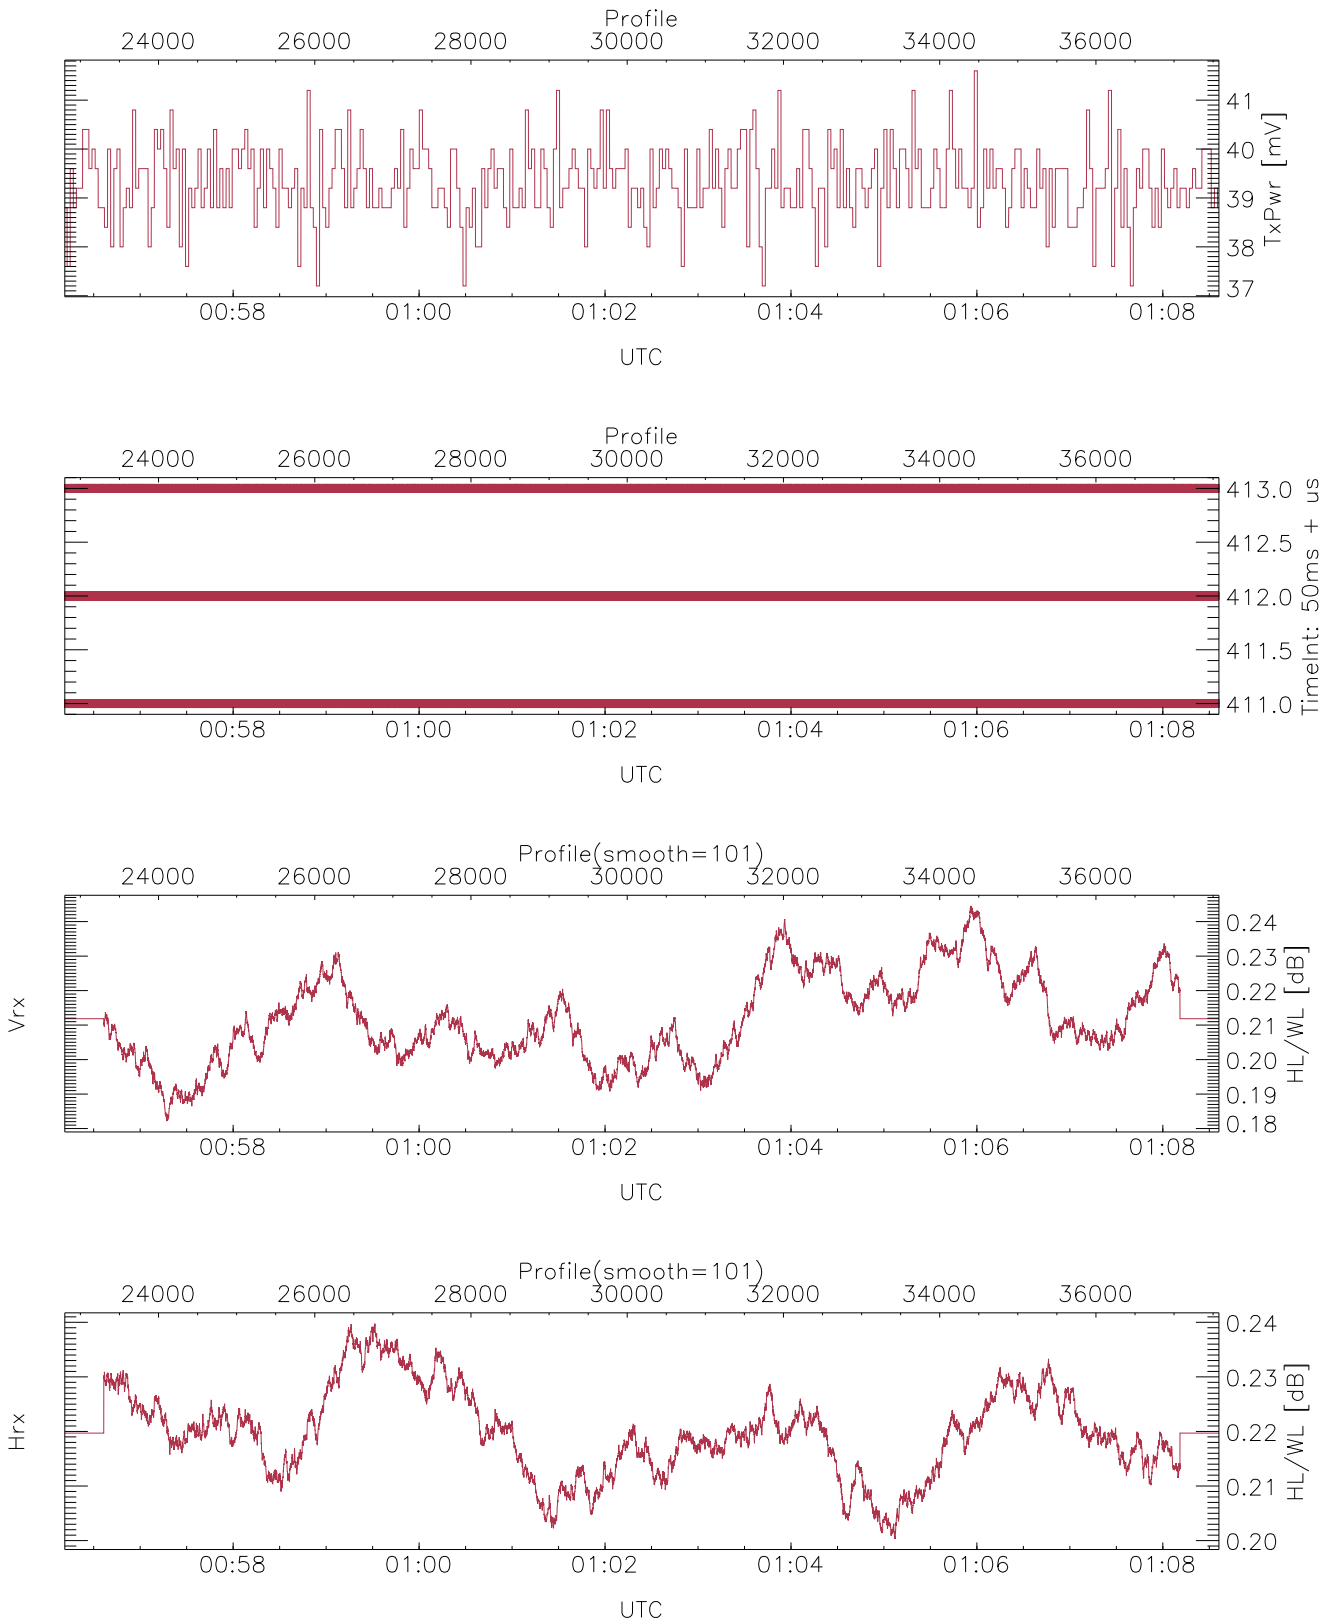 Profile
24000 26000 28000 30000 32000 34000 36000
41
40
39
38
37
TxPwr [mV]
00:58 01:00 01:02 01:04 01:06 01:08
UTC
Profile
24000 26000 28000 30000 32000 34000 36000
413.0
412.5
412.0
411.5
411.0
TimeInt: 50ms + us
00:58 01:00 01:02 01:04 01:06 01:08
UTC
Profile(smooth=101)
24000 26000 28000 30000 32000 34000 36000
Vrx
0.24
0.23
0.22
0.21
0.20
0.19
0.18
HL/WL [dB]
00:58 01:00 01:02 01:04 01:06 01:08
UTC
Profile(smooth=101)
24000 26000 28000 30000 32000 34000 36000
Hrx
0.24
0.23
0.22
0.21
0.20
HL/WL [dB]
00:58 01:00 01:02 01:04 01:06 01:08
UTC